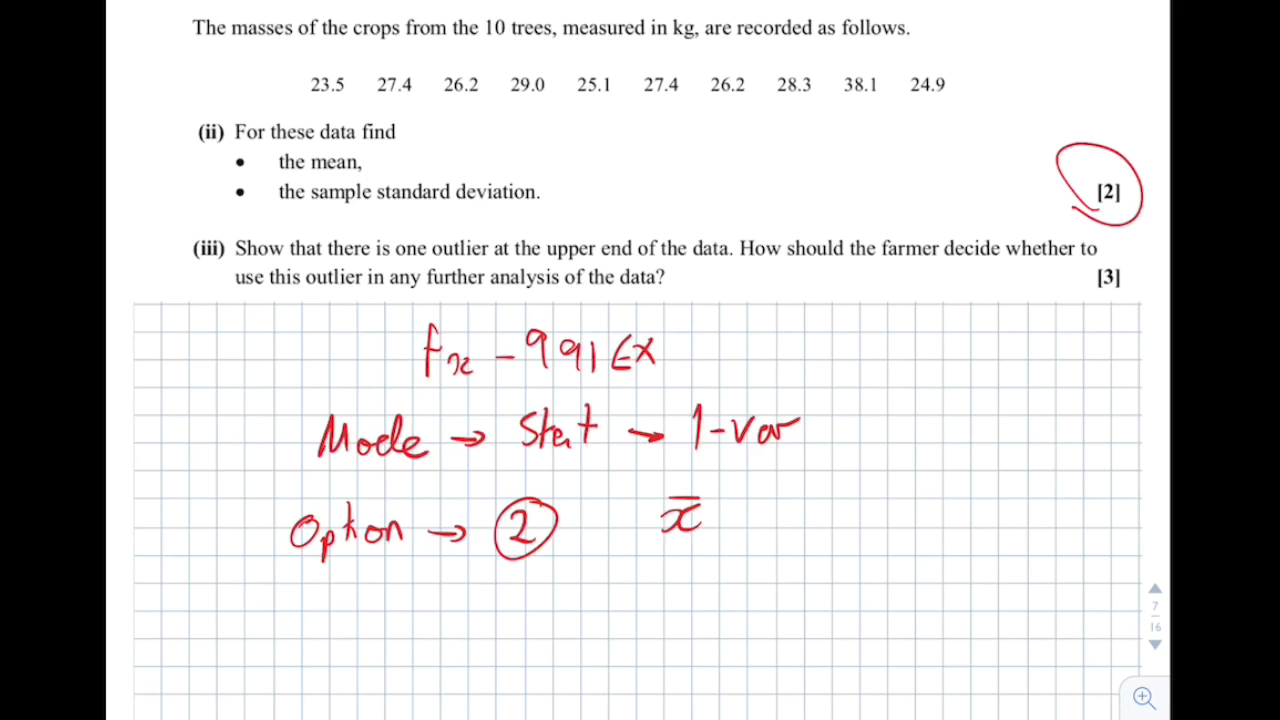 The masses of the crops from the 10 trees, measured in kg, are recorded as follows.
23.5 27.4 26.2 29.0 25.1 27.4 26.2 28.3 38.1 24.9
(ii) For these data find
• the mean,
• the sample standard deviation. [2]
(iii) Show that there is one outlier at the upper end of the data. How should the farmer decide whether to
use this outlier in any further analysis of the data? [3]
fx - 991EX
Mode → Stat → 1-Var
Option → 2 x̄
7
16